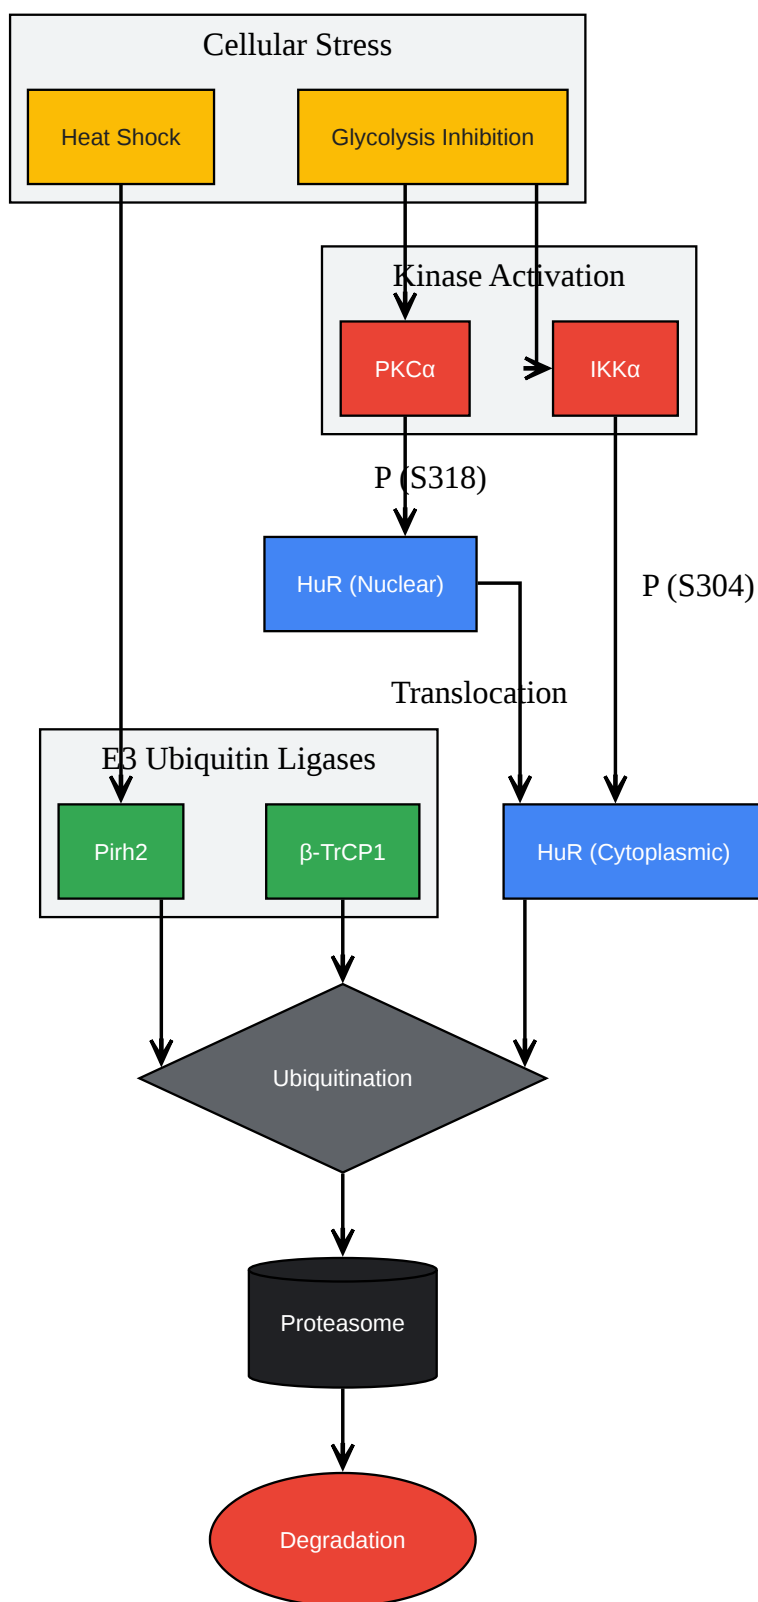 Cellular Stress
Heat Shock
Glycolysis Inhibition
Kinase Activation
PKCα
IKKα
P (S318)
HuR (Nuclear)
P (S304)
Translocation
E3 Ubiquitin Ligases
Pirh2
β-TrCP1
HuR (Cytoplasmic)
Ubiquitination
Proteasome
Degradation